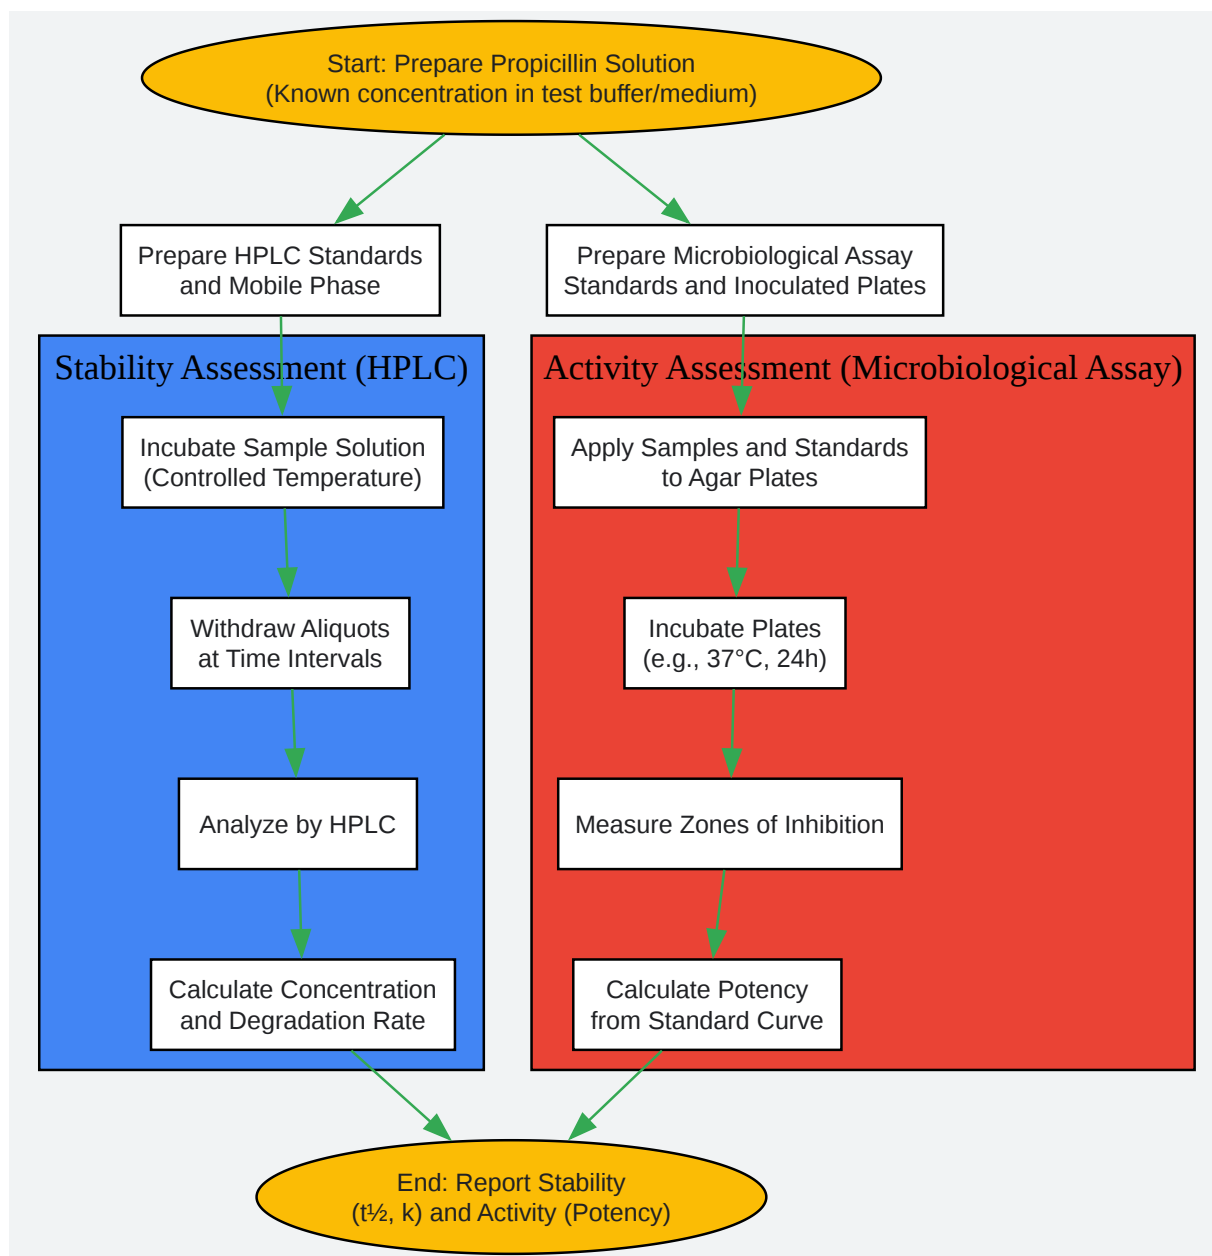 Start: Prepare Propicillin Solution
(Known concentration in test buffer/medium)
Prepare HPLC Standards
and Mobile Phase
Prepare Microbiological Assay
Standards and Inoculated Plates
Stability Assessment (HPLC)
Incubate Sample Solution
(Controlled Temperature)
Withdraw Aliquots
at Time Intervals
Analyze by HPLC
Calculate Concentration
and Degradation Rate
Activity Assessment (Microbiological Assay)
Apply Samples and Standards
to Agar Plates
Incubate Plates
(e.g., 37°C, 24h)
Measure Zones of Inhibition
Calculate Potency
from Standard Curve
End: Report Stability
(t½, k) and Activity (Potency)